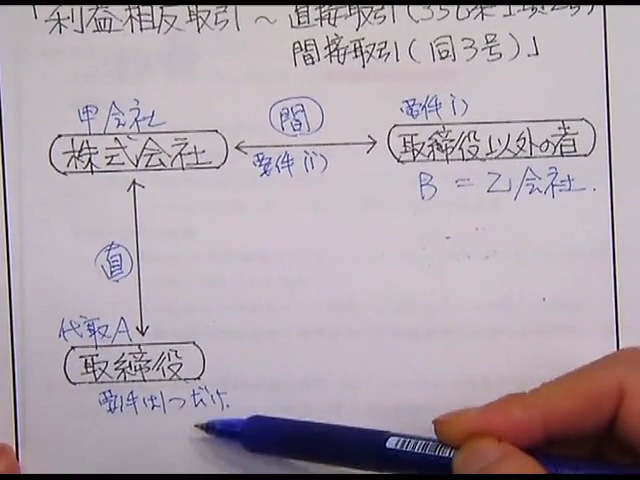 「利益相反取引～直接取引(356条1項2号)
間接取引(同3号)」
甲会社
株式会社
間
要件ii)
要件i)
取締役以外の者
B = 乙会社.
直
代取A
取締役
要件は1つだけ.